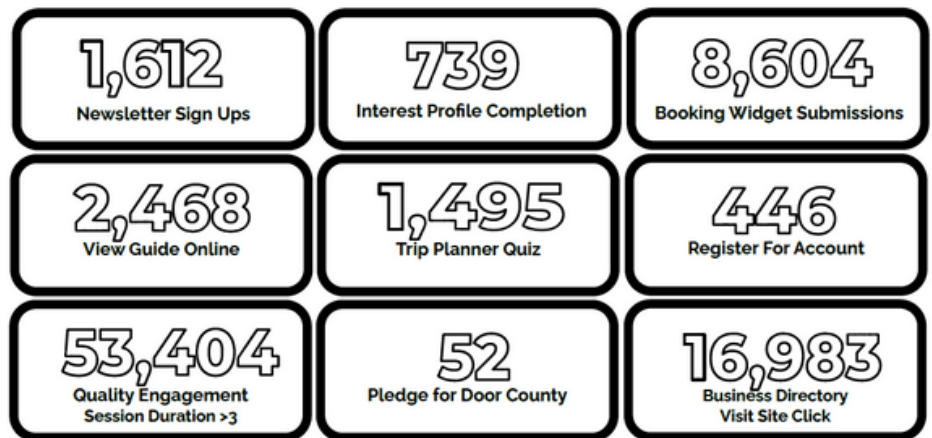 1,612
Newsletter Sign Ups
739
Interest Profile Completion
8,604
Booking Widget Submissions
2,468
View Guide Online
1,495
Trip Planner Quiz
446
Register For Account
53,404
Quality Engagement
Session Duration >3
52
Pledge for Door County
16,983
Business Directory
Visit Site Click